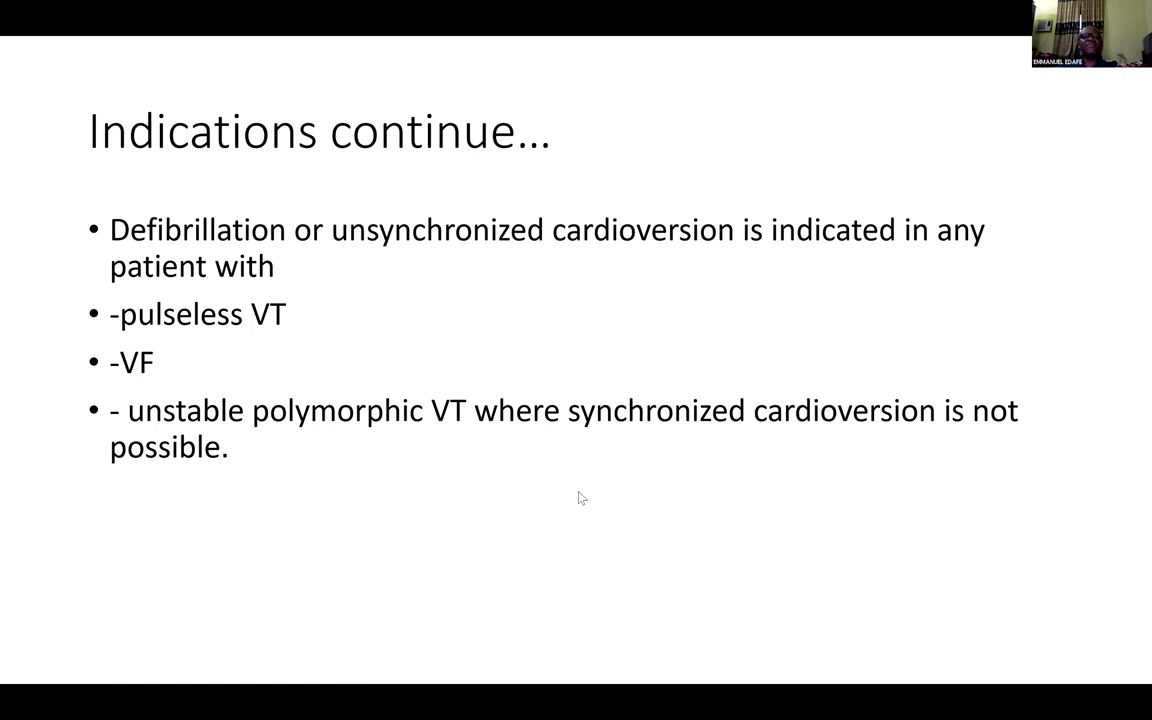 EMMANUEL EDAFE
Indications continue...
• Defibrillation or unsynchronized cardioversion is indicated in any
patient with
• -pulseless VT
• -VF
• - unstable polymorphic VT where synchronized cardioversion is not
possible.